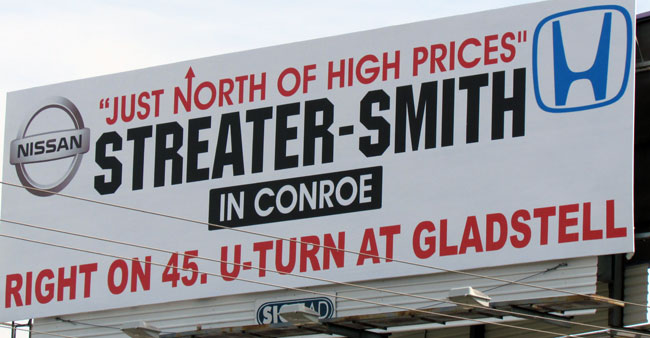 "JUST NORTH OF HIGH PRICES"
NISSAN
STREATER-SMITH
IN CONROE
RIGHT ON 45. U-TURN AT GLADSTELL